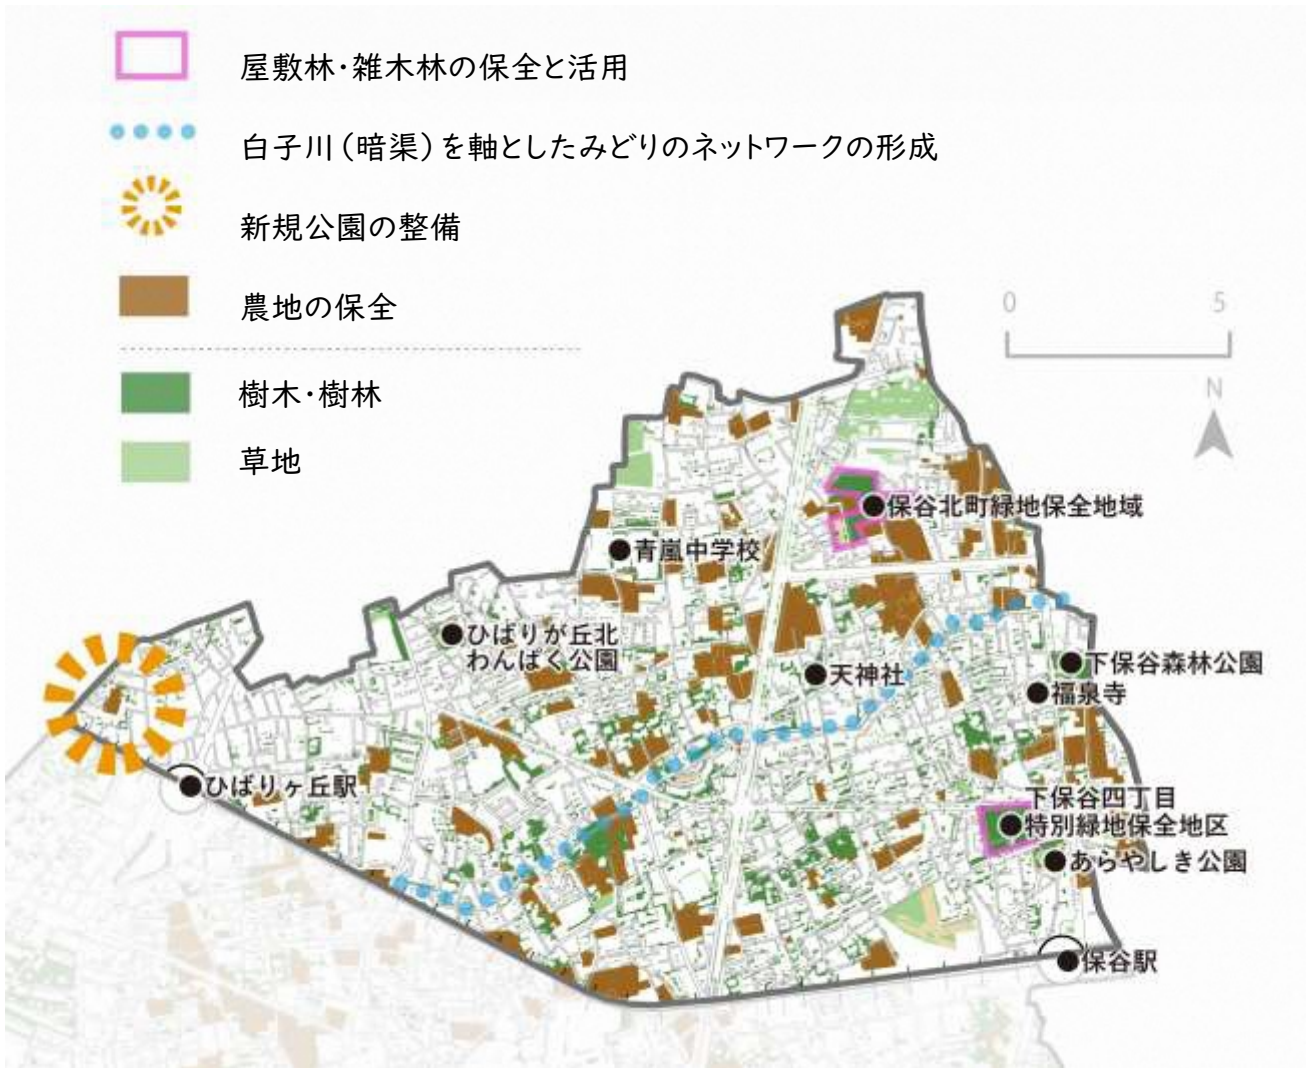 屋敷林・雑木林の保全と活用
白子川（暗渠）を軸としたみどりのネットワークの形成
新規公園の整備
農地の保全
樹木・樹林
草地
0 5
N
保谷北町緑地保全地域
青嵐中学校
ひばりが丘北
わんぱく公園
天神社
下保谷森林公園
福泉寺
ひばりヶ丘駅
下保谷四丁目
特別緑地保全地区
あらやしき公園
保谷駅